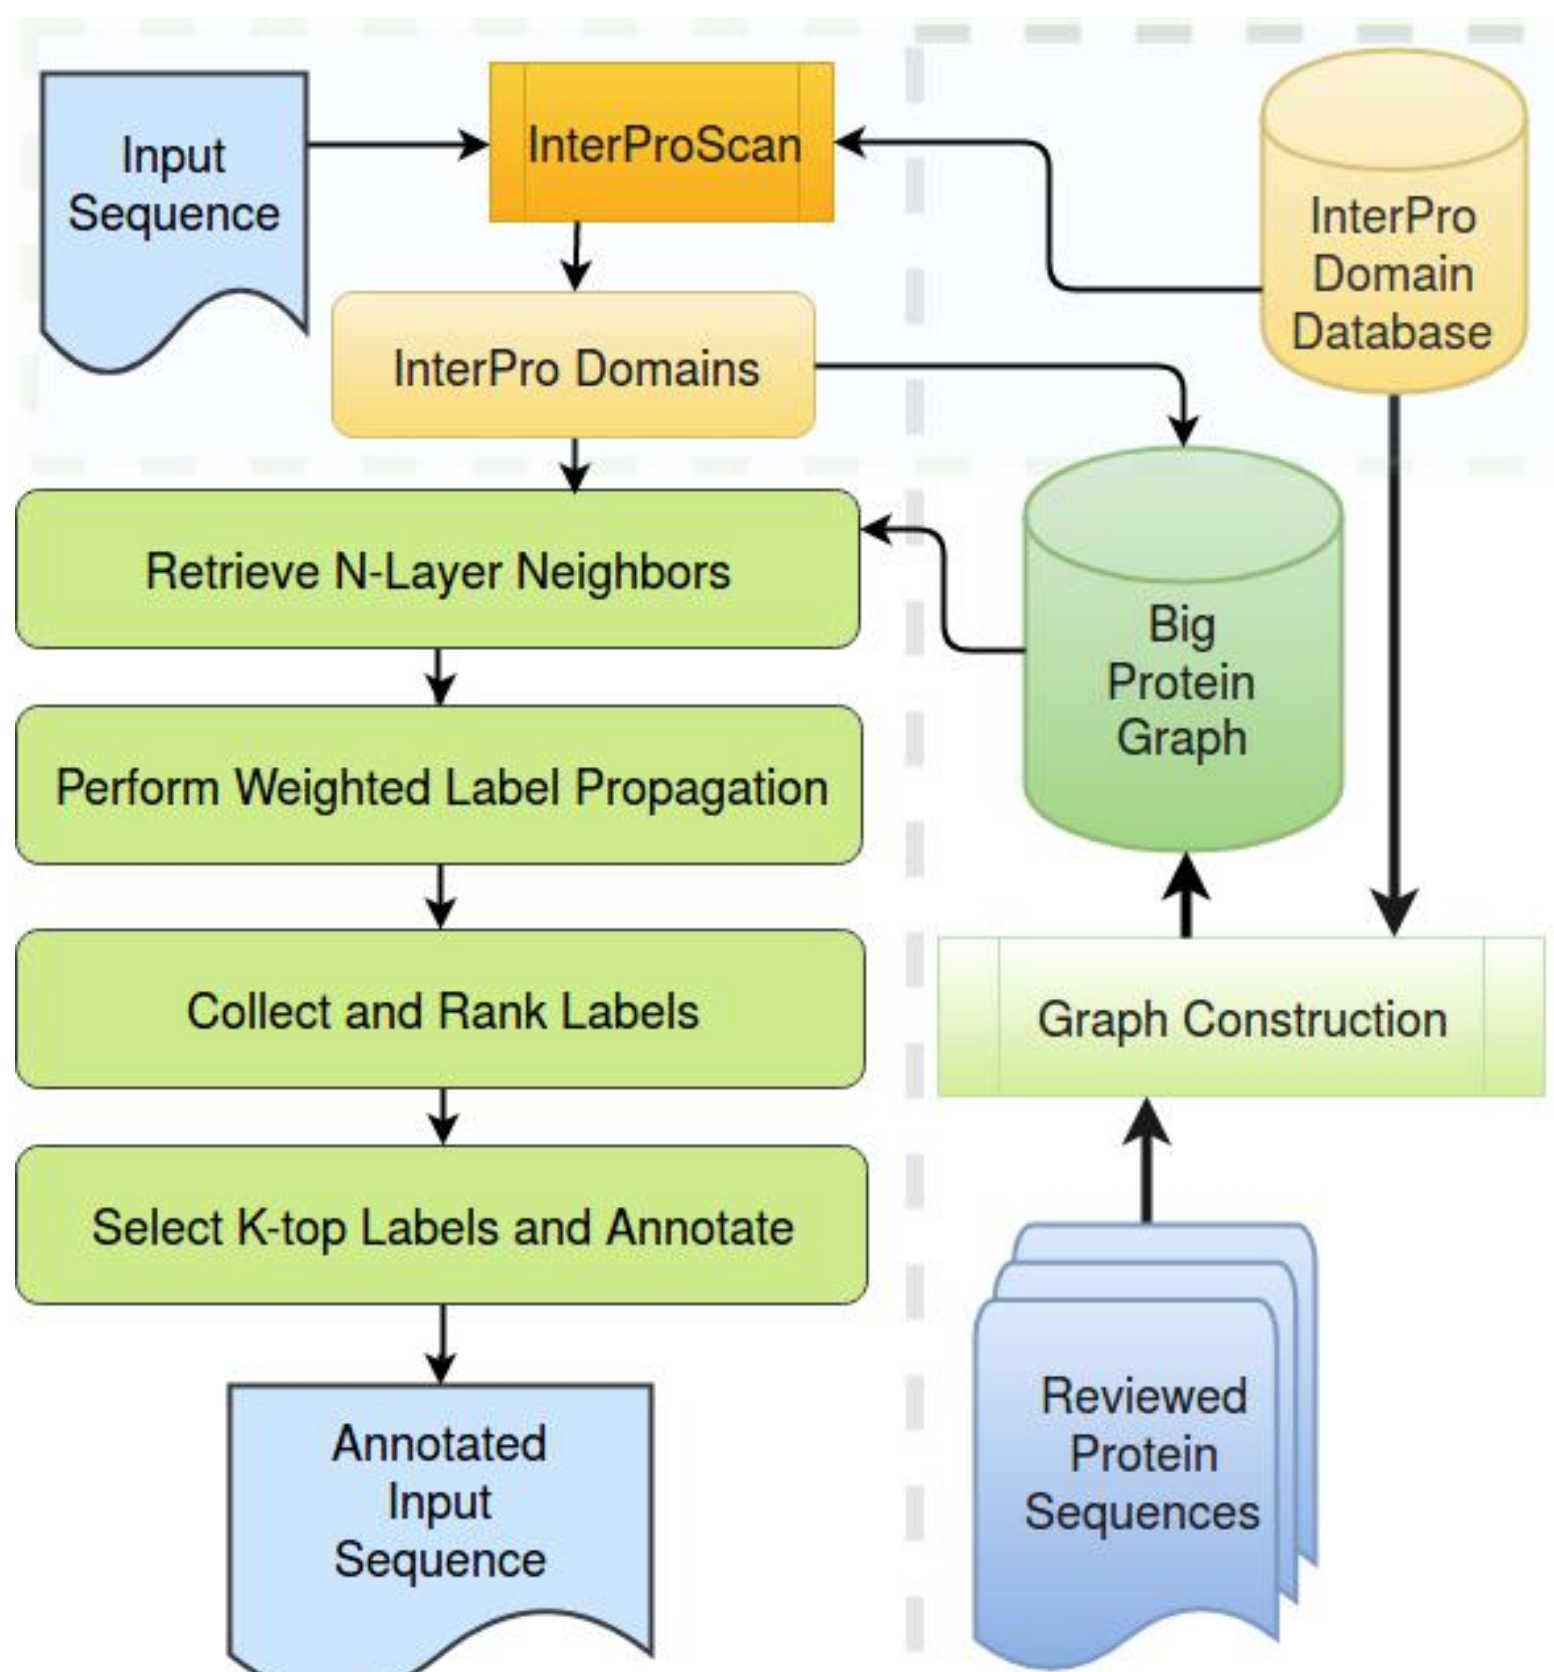 Input
Sequence
InterProScan
InterPro
Domain
Database
InterPro Domains
Retrieve N-Layer Neighbors
Big
Protein
Graph
Perform Weighted Label Propagation
Collect and Rank Labels
Graph Construction
Select K-top Labels and Annotate
Reviewed
Protein
Sequences
Annotated
Input
Sequence